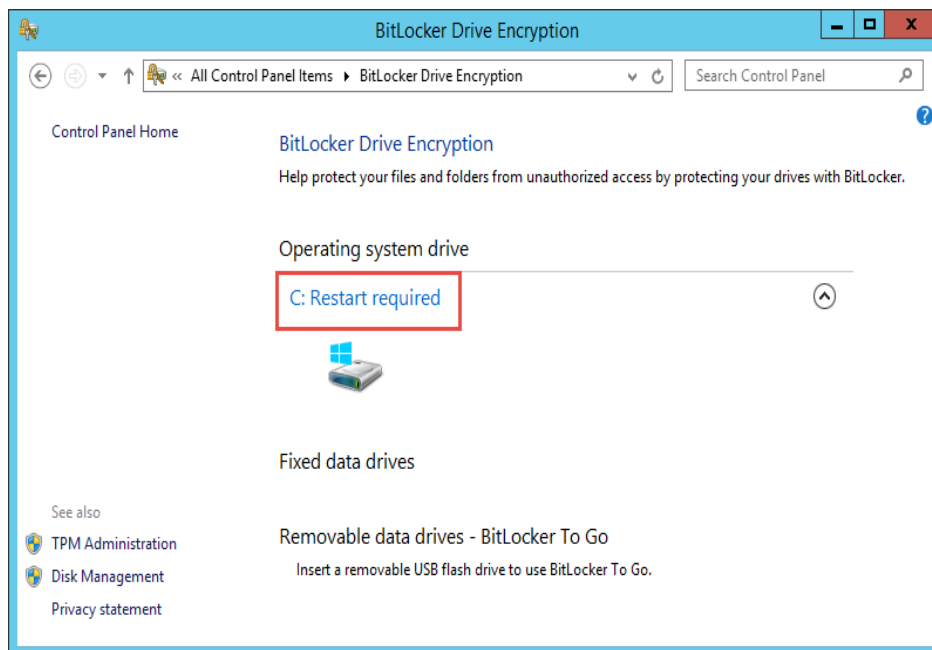 BitLocker Drive Encryption
« All Control Panel Items ▸ BitLocker Drive Encryption
Search Control Panel
Control Panel Home
BitLocker Drive Encryption
Help protect your files and folders from unauthorized access by protecting your drives with BitLocker.
Operating system drive
C: Restart required
Fixed data drives
Removable data drives - BitLocker To Go
Insert a removable USB flash drive to use BitLocker To Go.
See also
TPM Administration
Disk Management
Privacy statement